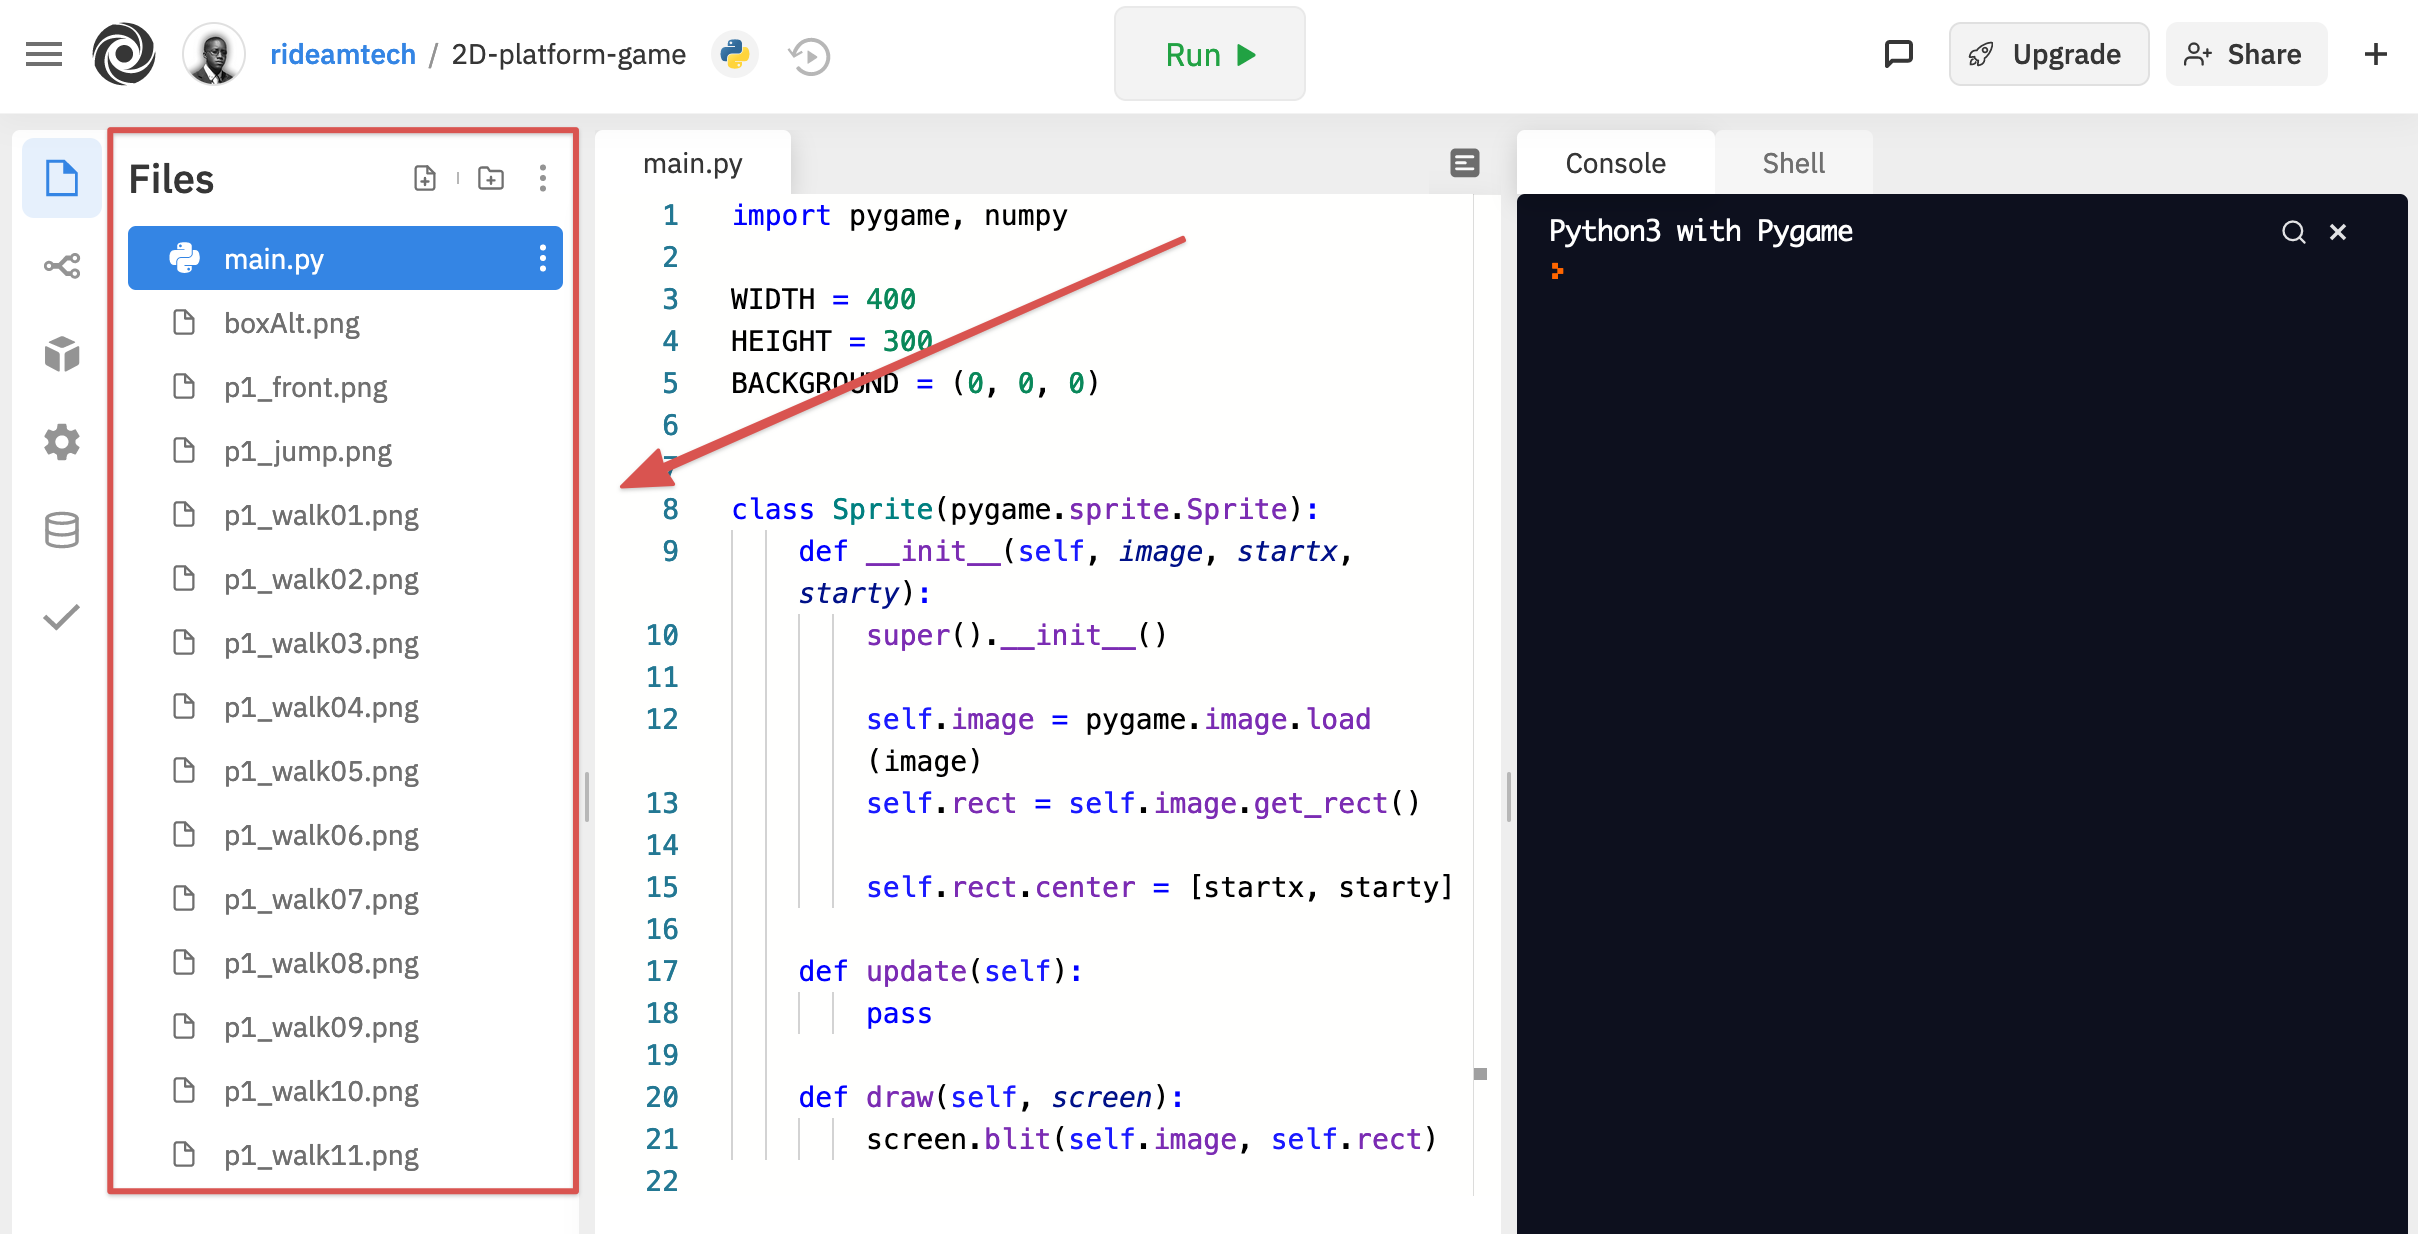 rideamtech / 2D-platform-game
Run
Upgrade
Share
Files
main.py
boxAlt.png
p1_front.png
p1_jump.png
p1_walk01.png
p1_walk02.png
p1_walk03.png
p1_walk04.png
p1_walk05.png
p1_walk06.png
p1_walk07.png
p1_walk08.png
p1_walk09.png
p1_walk10.png
p1_walk11.png
main.py
1 import pygame, numpy
2
3 WIDTH = 400
4 HEIGHT = 300
5 BACKGROUND = (0, 0, 0)
6
7
8 class Sprite(pygame.sprite.Sprite):
9 def __init__(self, image, startx,
starty):
10 super().__init__()
11
12 self.image = pygame.image.load
(image)
13 self.rect = self.image.get_rect()
14
15 self.rect.center = [startx, starty]
16
17 def update(self):
18 pass
19
20 def draw(self, screen):
21 screen.blit(self.image, self.rect)
22
Console
Shell
Python3 with Pygame